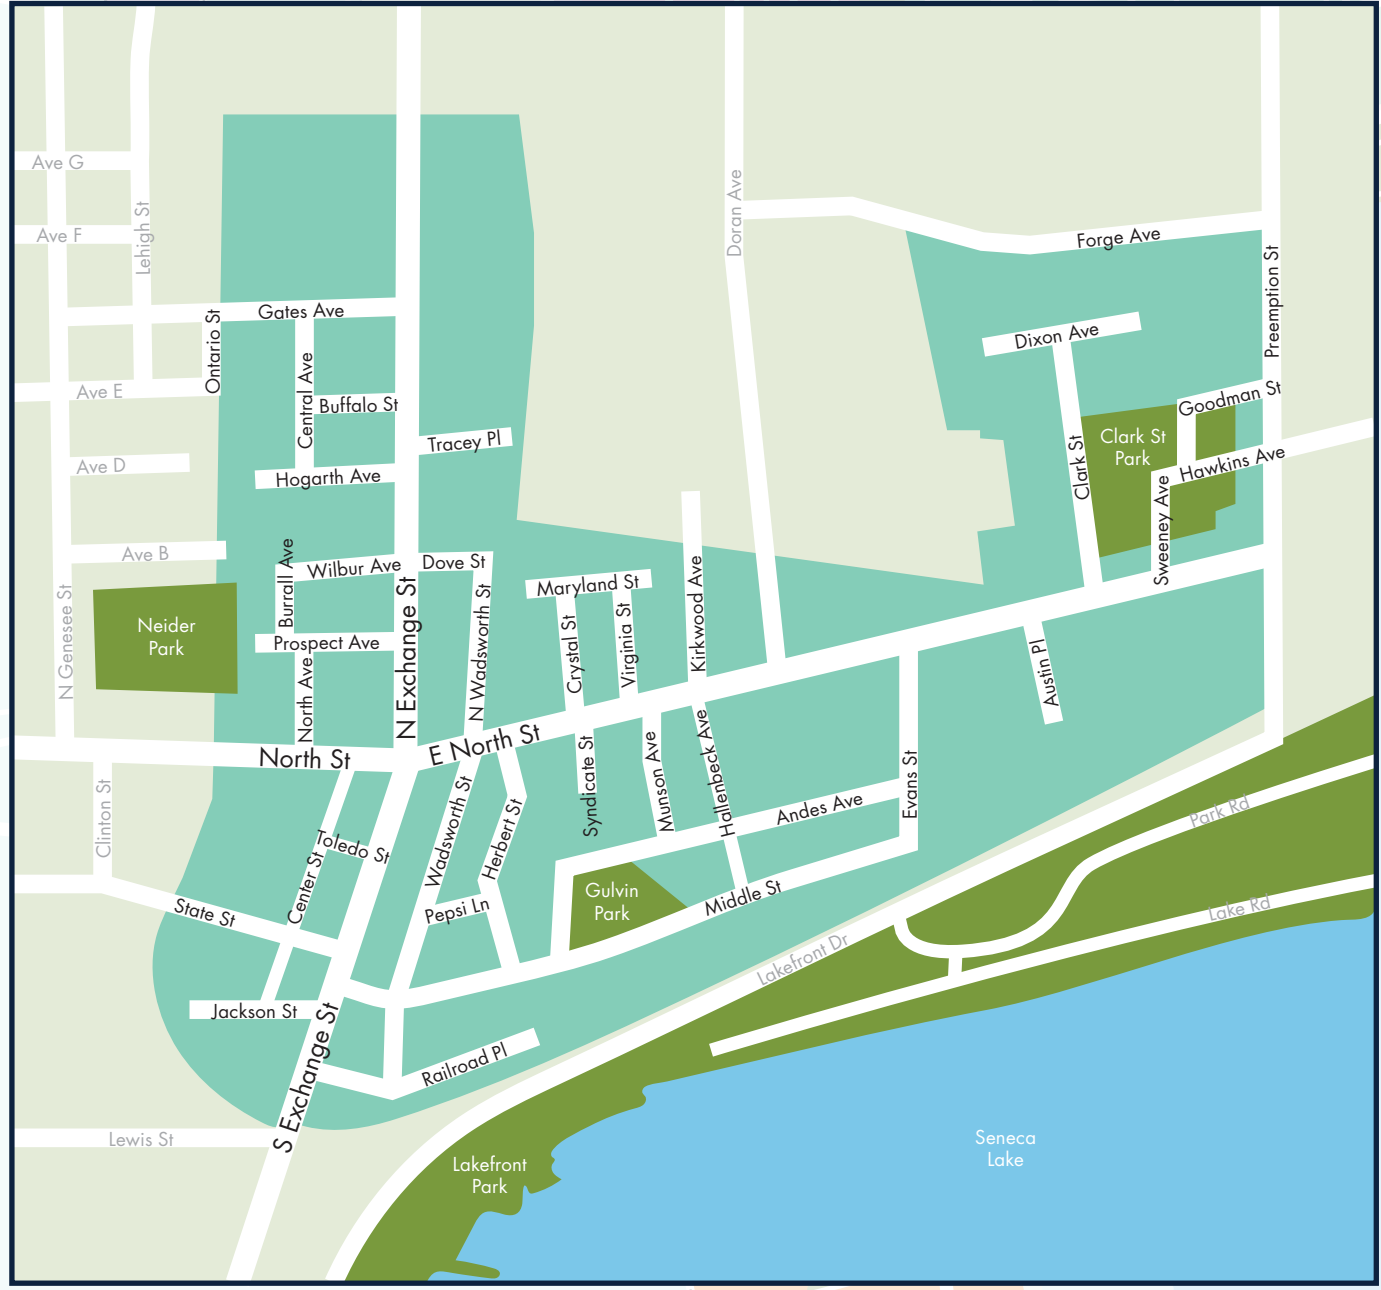 Ave G
Ave F
Lehigh St
Doran Ave
Forge Ave
Preemption St
Gates Ave
Ontario St
Dixon Ave
Ave E
Central Ave
Buffalo St
Goodman St
Tracey Pl
Clark St
Park
Clark St
Hawkins Ave
Ave D
Hogarth Ave
Sweeney Ave
Ave B
Burrall Ave
Wilbur Ave
Dove St
Maryland St
Kirkwood Ave
N Genesee St
Neider
Park
Prospect Ave
N Exchange St
N Wadsworth St
Crystal St
Virginia St
Austin Pl
North Ave
North St
E North St
Syndicate St
Munson Ave
Hallenbeck Ave
Evans St
Andes Ave
Clinton St
Toledo St
Center St
Wadsworth St
Herbert St
Park Rd
Gulvin
Park
Middle St
State St
Pepsi Ln
Lake Rd
Lakefront Dr
Jackson St
Railroad Pl
S Exchange St
Lewis St
Lakefront
Park
Seneca
Lake